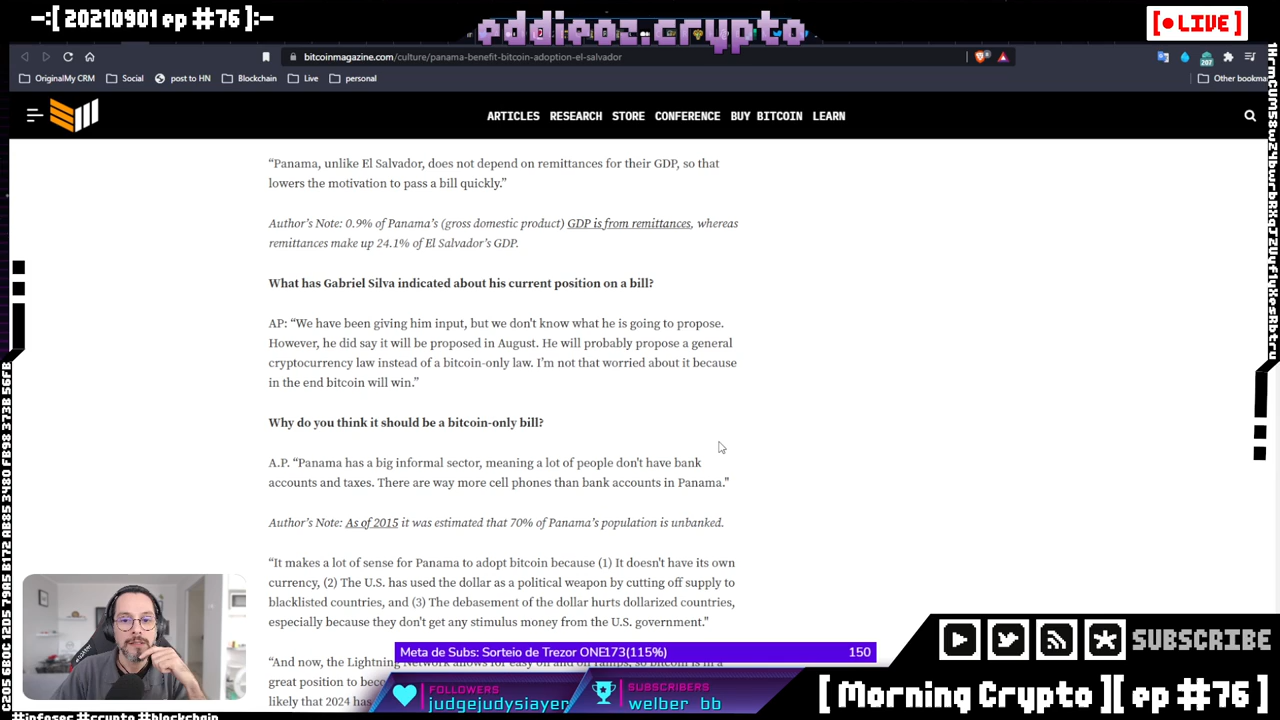 -:[ 20210901 ep #76 ]:-
eddieoz.crypto
[● LIVE]
bitcoinmagazine.com/culture/panama-benefit-bitcoin-adoption-el-salvador
207
OriginalMy CRM
Social
post to HN
Blockchain
Live
personal
Other bookma
ARTICLES RESEARCH STORE CONFERENCE BUY BITCOIN LEARN
“Panama, unlike El Salvador, does not depend on remittances for their GDP, so that
lowers the motivation to pass a bill quickly.”
Author’s Note: 0.9% of Panama’s (gross domestic product) GDP is from remittances, whereas
remittances make up 24.1% of El Salvador’s GDP.
What has Gabriel Silva indicated about his current position on a bill?
AP: “We have been giving him input, but we don't know what he is going to propose.
However, he did say it will be proposed in August. He will probably propose a general
cryptocurrency law instead of a bitcoin-only law. I’m not that worried about it because
in the end bitcoin will win.”
Why do you think it should be a bitcoin-only bill?
A.P. “Panama has a big informal sector, meaning a lot of people don't have bank
accounts and taxes. There are way more cell phones than bank accounts in Panama."
Author’s Note: As of 2015 it was estimated that 70% of Panama’s population is unbanked.
“It makes a lot of sense for Panama to adopt bitcoin because (1) It doesn't have its own
currency, (2) The U.S. has used the dollar as a political weapon by cutting off supply to
blacklisted countries, and (3) The debasement of the dollar hurts dollarized countries,
especially because they don't get any stimulus money from the U.S. government.”
“And now, the Lightning Network allows for easy on and off ramps, so bitcoin is in a
great position to beco
likely that 2024 has
Meta de Subs: Sorteio de Trezor ONE173(115%) 150
FOLLOWERS
judgejudyslayer
SUBSCRIBERS
welber_bb
SUBSCRIBE
[ Morning Crypto ][ ep #76 ]
#infosec #crypto #blockchain